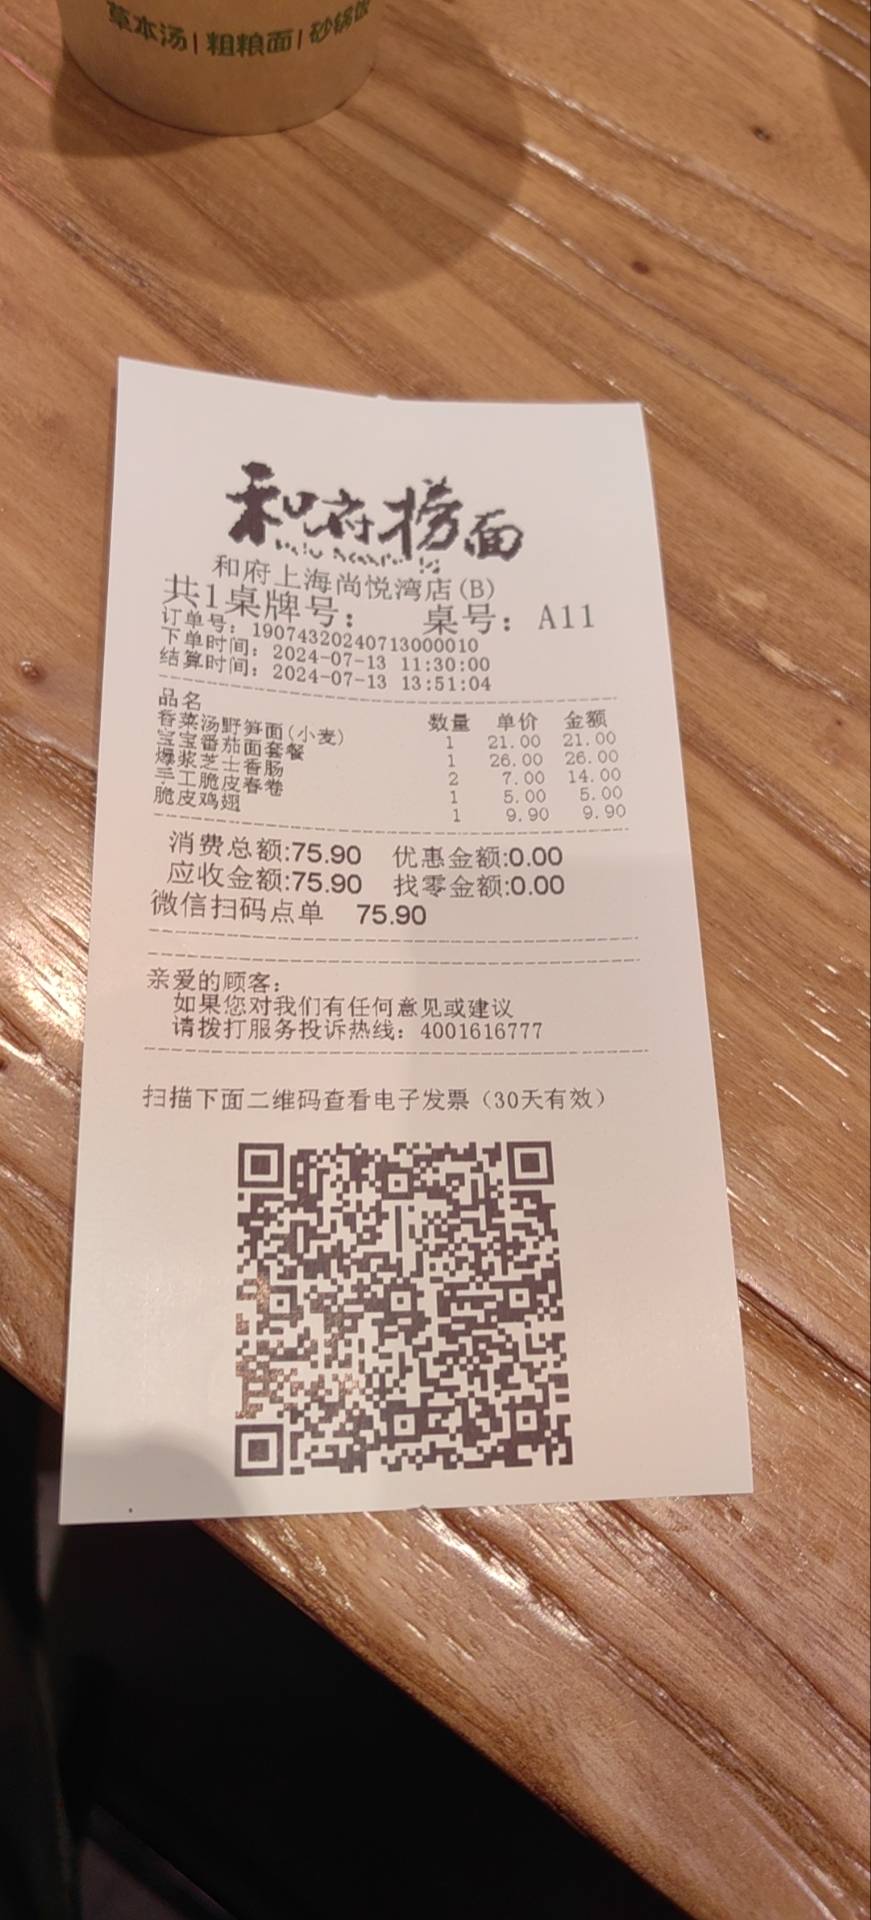 草本汤|粗粮面|砂锅饭
和府捞面
和府上海尚悦湾店(B)
共1桌牌号： 桌号：A11
订单号：19074320240713000010
下单时间：2024-07-13 11:30:00
结算时间：2024-07-13 13:51:04
品名 数量 单价 金额
香菜汤野笋面(小麦) 1 21.00 21.00
宝宝番茄面套餐 1 26.00 26.00
爆浆芝士香肠 2 7.00 14.00
手工脆皮春卷 1 5.00 5.00
脆皮鸡翅 1 9.90 9.90
消费总额:75.90 优惠金额:0.00
应收金额:75.90 找零金额:0.00
微信扫码点单 75.90
亲爱的顾客：
如果您对我们有任何意见或建议
请拨打服务投诉热线：4001616777
扫描下面二维码查看电子发票（30天有效）